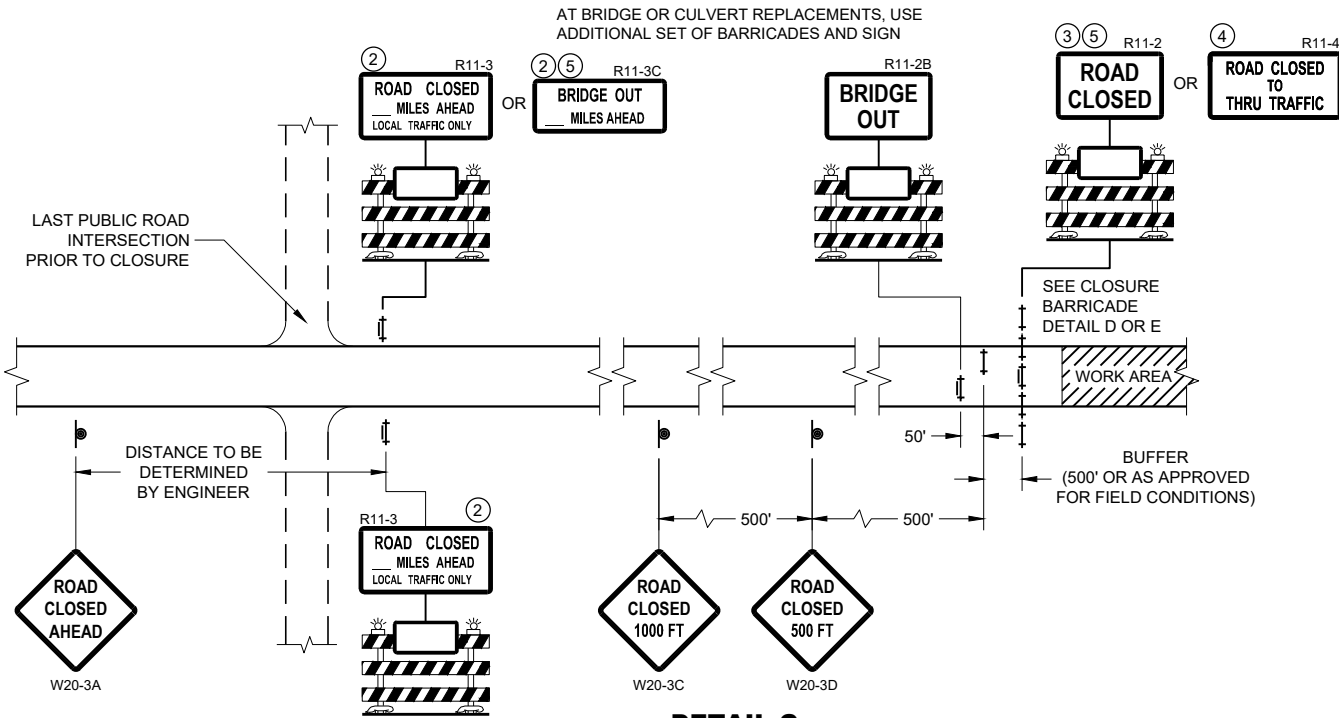 AT BRIDGE OR CULVERT REPLACEMENTS, USE
ADDITIONAL SET OF BARRICADES AND SIGN
2
R11-3
ROAD CLOSED
___ MILES AHEAD
LOCAL TRAFFIC ONLY
OR
2 5
R11-3C
BRIDGE OUT
___ MILES AHEAD
R11-2B
BRIDGE
OUT
3 5
R11-2
ROAD
CLOSED
OR
4
R11-4
ROAD CLOSED
TO
THRU TRAFFIC
LAST PUBLIC ROAD
INTERSECTION
PRIOR TO CLOSURE
SEE CLOSURE
BARRICADE
DETAIL D OR E
WORK AREA
50'
BUFFER
(500' OR AS APPROVED
FOR FIELD CONDITIONS)
DISTANCE TO BE
DETERMINED
BY ENGINEER
500'
500'
R11-3
2
ROAD CLOSED
___ MILES AHEAD
LOCAL TRAFFIC ONLY
ROAD
CLOSED
AHEAD
W20-3A
ROAD
CLOSED
1000 FT
W20-3C
ROAD
CLOSED
500 FT
W20-3D